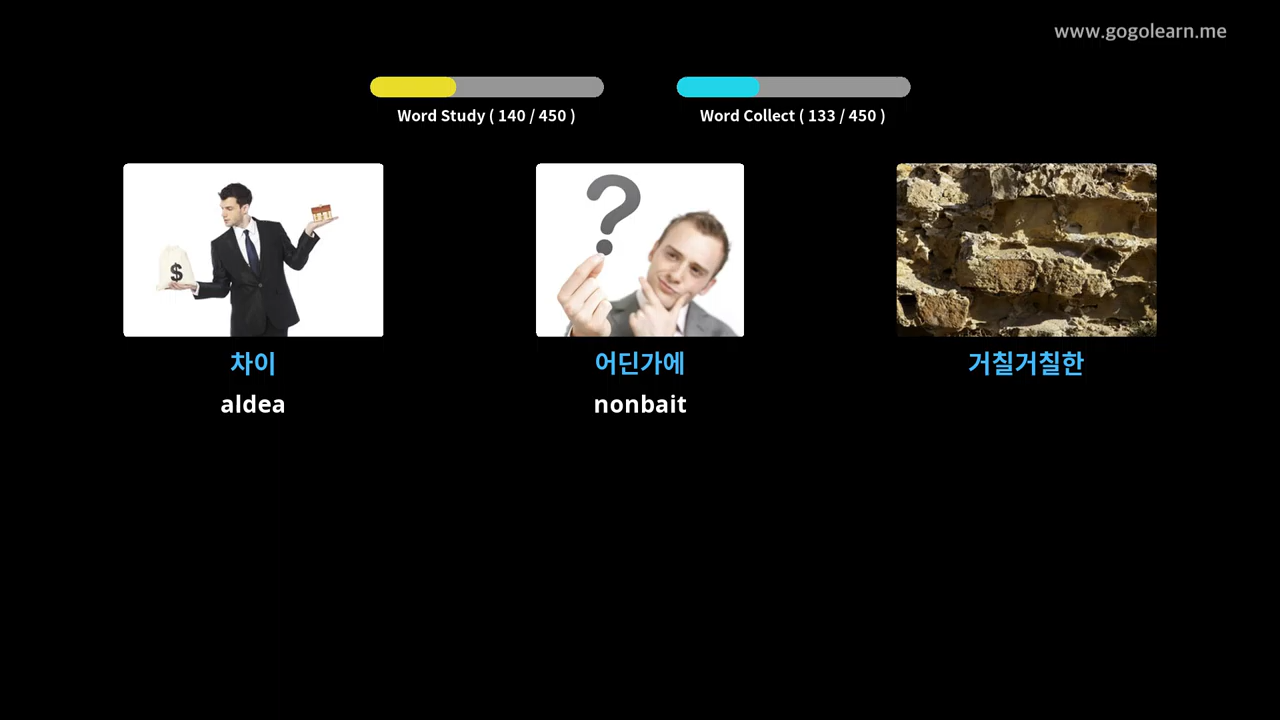 www.gogolearn.me
Word Study ( 140 / 450 )
Word Collect ( 133 / 450 )
$
?
차이
어딘가에
거칠거칠한
aldea
nonbait